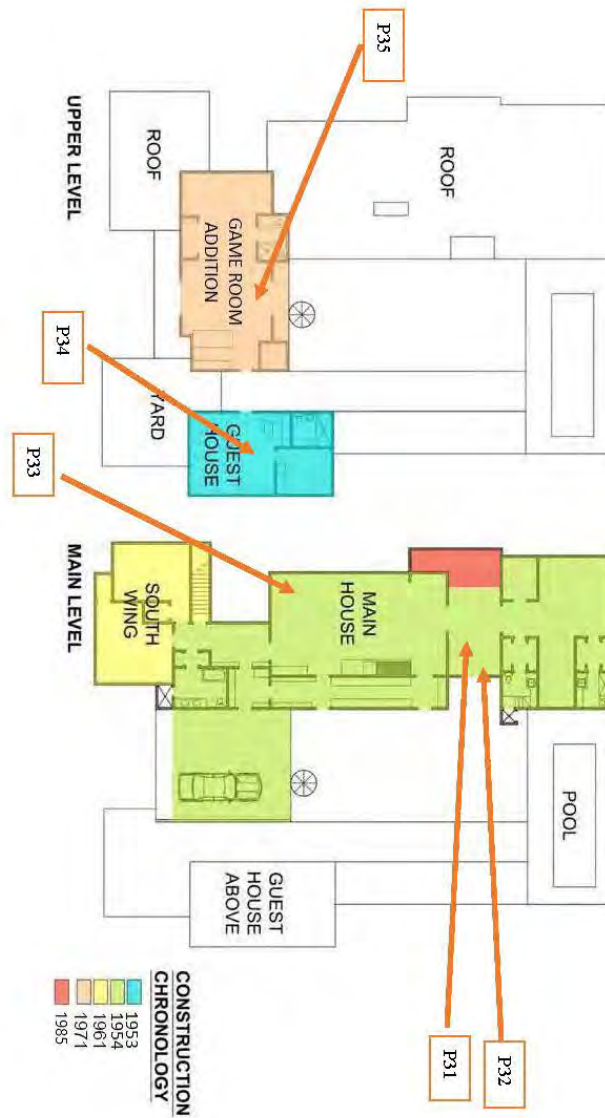 P35
P34
P33
P31
P32
UPPER LEVEL
ROOF
ROOF
GAME ROOM
ADDITION
YARD
GUEST
HOUSE
MAIN LEVEL
SOUTH
WING
MAIN
HOUSE
POOL
GUEST
HOUSE
ABOVE
CONSTRUCTION
CHRONOLOGY
1953
1954
1961
1971
1985